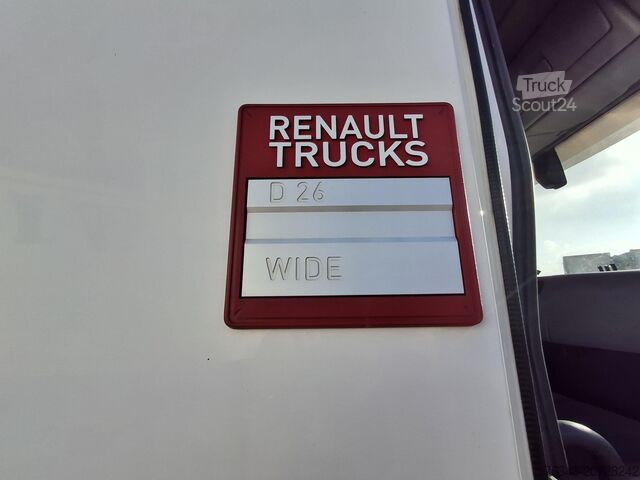 Truck
Scout24
RENAULT
TRUCKS
D 26
WIDE